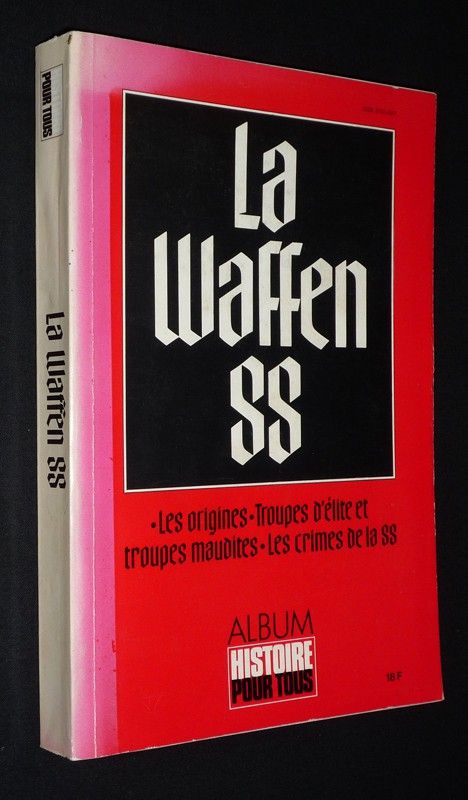 POUR TOUS
La Waffen SS
La
Waffen
SS
•Les origines•Troupes d'élite et
troupes maudites•Les crimes de la SS
ALBUM
HISTOIRE
POUR TOUS
18 F